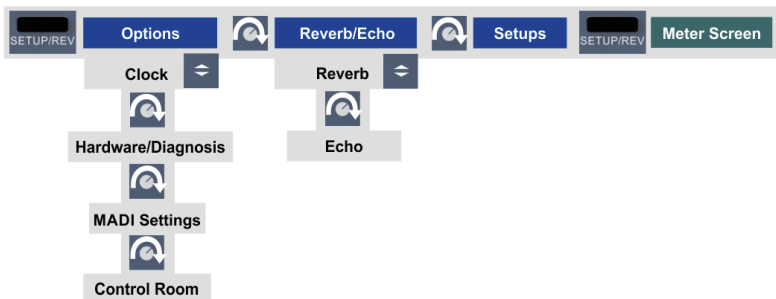 SETUP/REV Options Reverb/Echo Setups SETUP/REV Meter Screen
Clock Reverb
Hardware/Diagnosis Echo
MADI Settings
Control Room